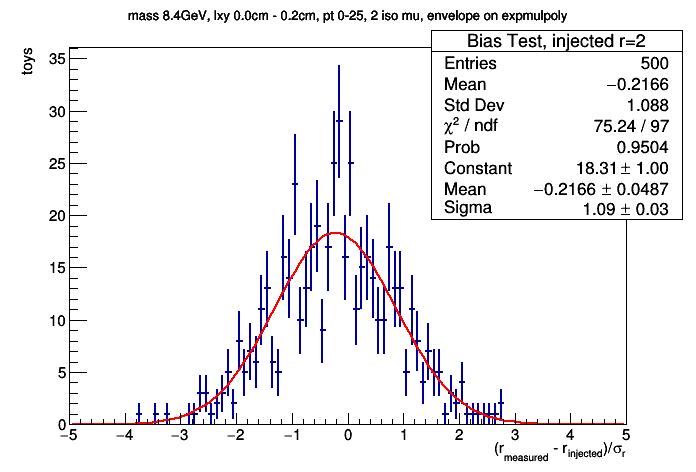 mass 8.4GeV, lxy 0.0cm - 0.2cm, pt 0-25, 2 iso mu, envelope on expmulpoly
toys
Bias Test, injected r=2
Entries 500
Mean −0.2166
Std Dev 1.088
χ² / ndf 75.24 / 97
Prob 0.9504
Constant 18.31 ± 1.00
Mean −0.2166 ± 0.0487
Sigma 1.09 ± 0.03
35
30
25
20
15
10
5
0
−5 −4 −3 −2 −1 0 1 2 3 4 5
(r_measured - r_injected)/σ_r